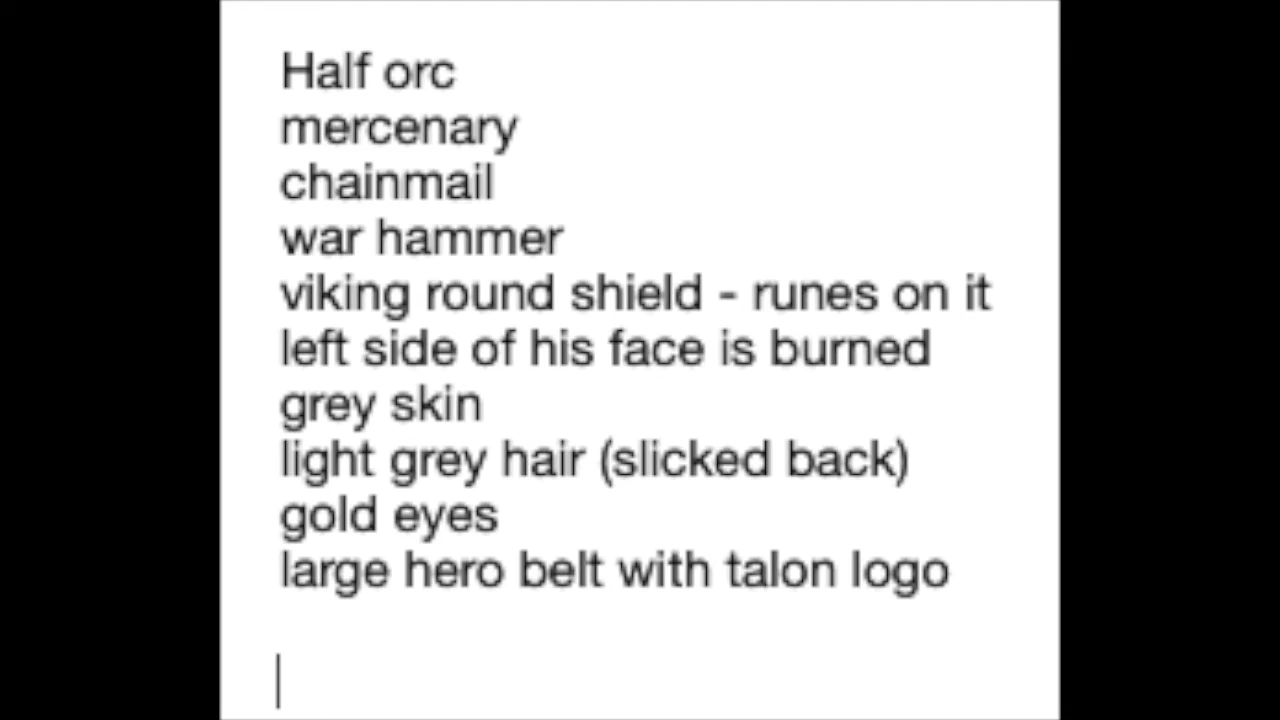 Half orc
mercenary
chainmail
war hammer
viking round shield - runes on it
left side of his face is burned
grey skin
light grey hair (slicked back)
gold eyes
large hero belt with talon logo